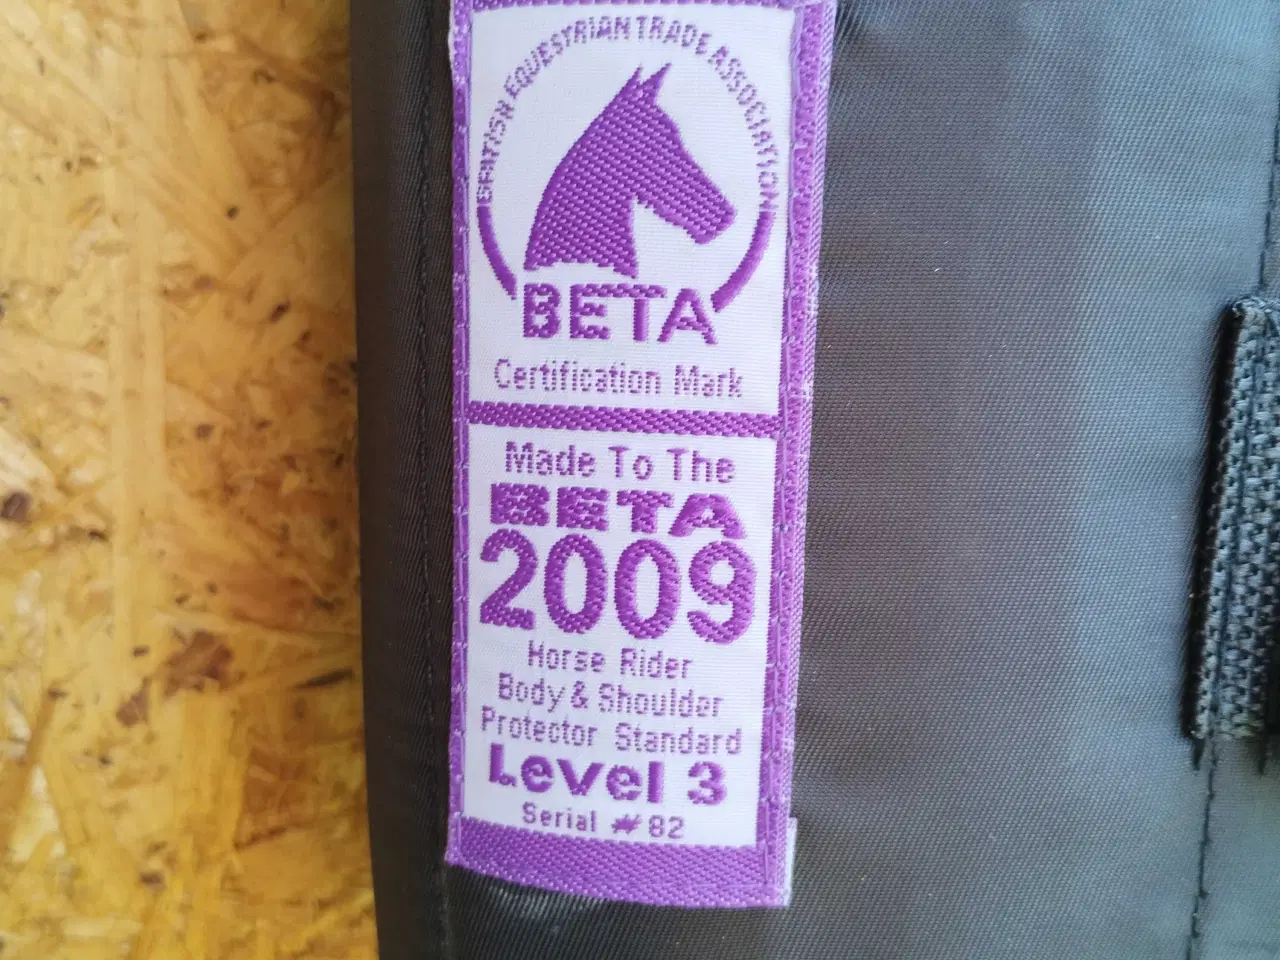 BRITISH EQUESTRIAN TRADE ASSOCIATION
BETA
Certification Mark
Made To The
BETA
2009
Horse Rider
Body & Shoulder
Protector Standard
Level 3
Serial # 82